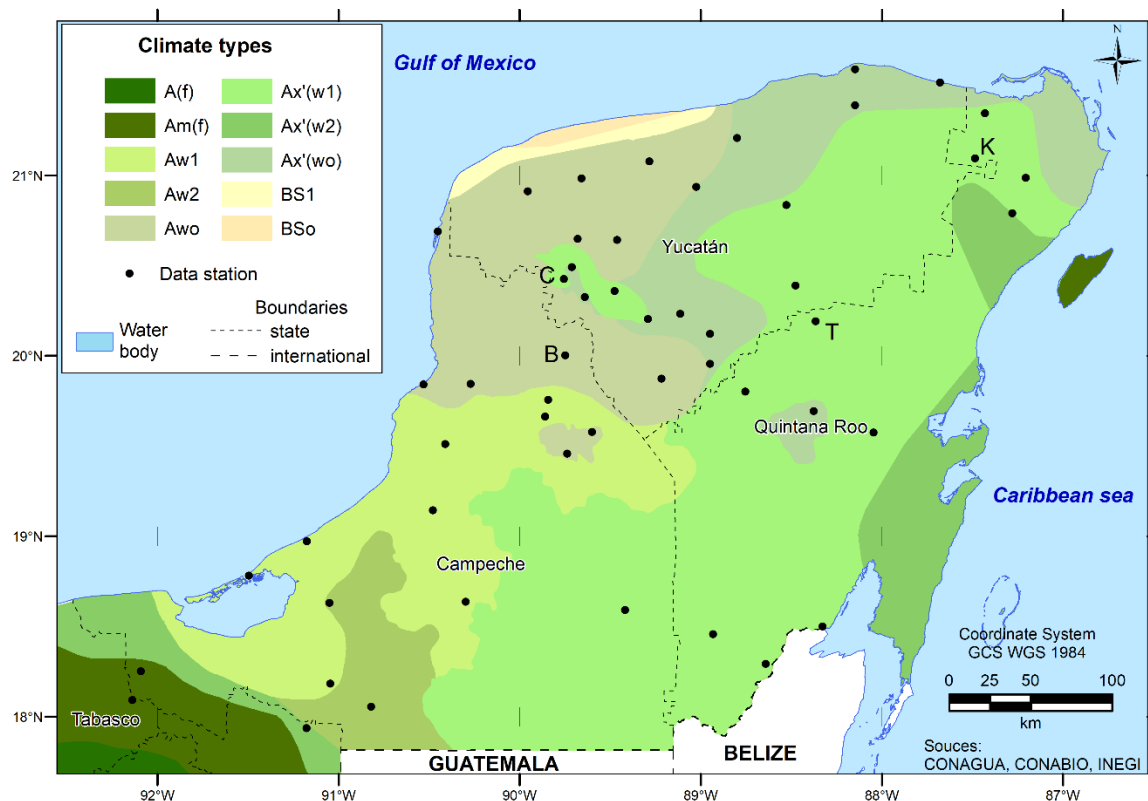 Climate types
A(f)
Am(f)
Aw1
Aw2
Awo
Ax'(w1)
Ax'(w2)
Ax'(wo)
BS1
BSo
Data station
Water
body
Boundaries
state
international
Gulf of Mexico
N
K
Yucatán
C
T
B
Quintana Roo
Caribbean sea
Campeche
Tabasco
GUATEMALA
BELIZE
Coordinate System
GCS WGS 1984
0 25 50 100
km
Souces:
CONAGUA, CONABIO, INEGI
21°N
20°N
19°N
18°N
92°W 91°W 90°W 89°W 88°W 87°W